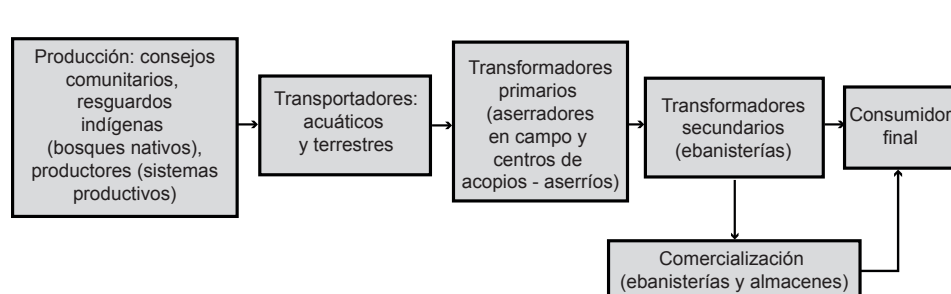 Producción: consejos
comunitarios,
resguardos
indígenas
(bosques nativos),
productores (sistemas
productivos)
Transportadores:
acuáticos
y terrestres
Transformadores
primarios
(aserradores
en campo y
centros de
acopios - aserríos)
Transformadores
secundarios
(ebanisterías)
Consumidor
final
Comercialización
(ebanisterías y almacenes)